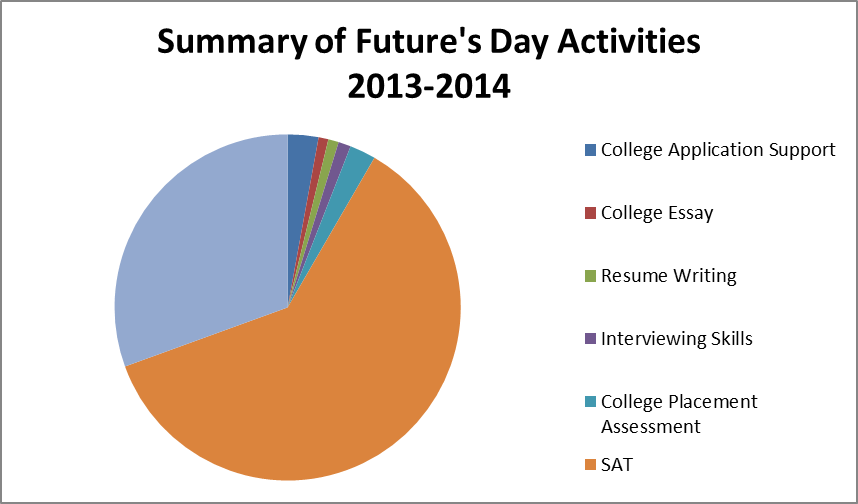 Summary of Future's Day Activities
2013-2014
College Application Support
College Essay
Resume Writing
Interviewing Skills
College Placement
Assessment
SAT